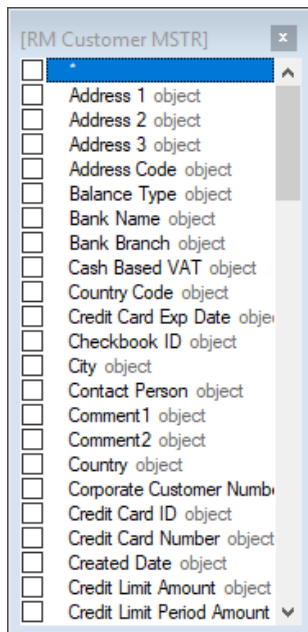 [RM Customer MSTR] x
*
Address 1 object
Address 2 object
Address 3 object
Address Code object
Balance Type object
Bank Name object
Bank Branch object
Cash Based VAT object
Country Code object
Credit Card Exp Date obje
Checkbook ID object
City object
Contact Person object
Comment1 object
Comment2 object
Country object
Corporate Customer Numb
Credit Card ID object
Credit Card Number object
Created Date object
Credit Limit Amount object
Credit Limit Period Amount